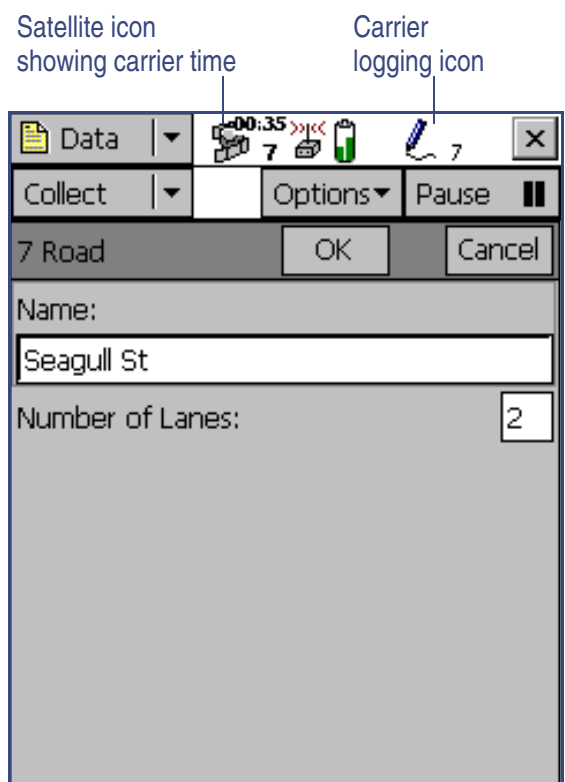 Satellite icon
showing carrier time
Carrier
logging icon
Data
00:35
7
7
Collect
Options
Pause
7 Road
OK
Cancel
Name:
Seagull St
Number of Lanes:
2